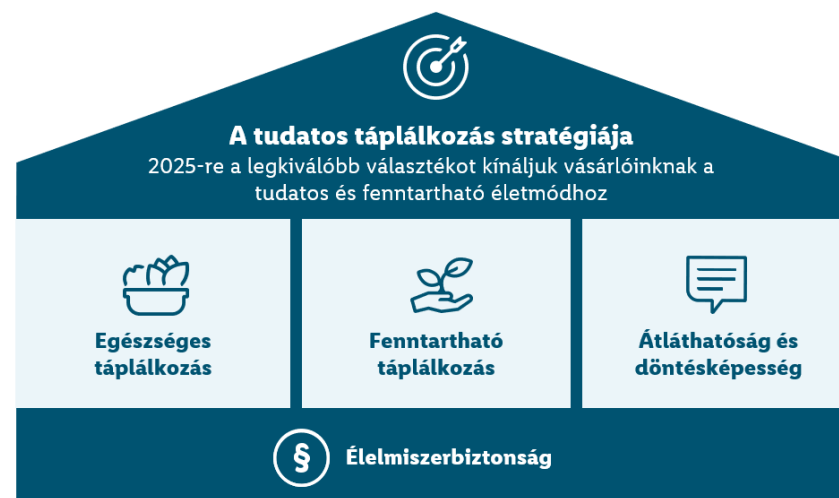 A tudatos táplálkozás stratégiája
2025-re a legkiválóbb választékot kínáljuk vásárlóinknak a
tudatos és fenntartható életmódhoz
Egészséges
táplálkozás
Fenntartható
táplálkozás
Átláthatóság és
döntésképesség
§ Élelmiszerbiztonság